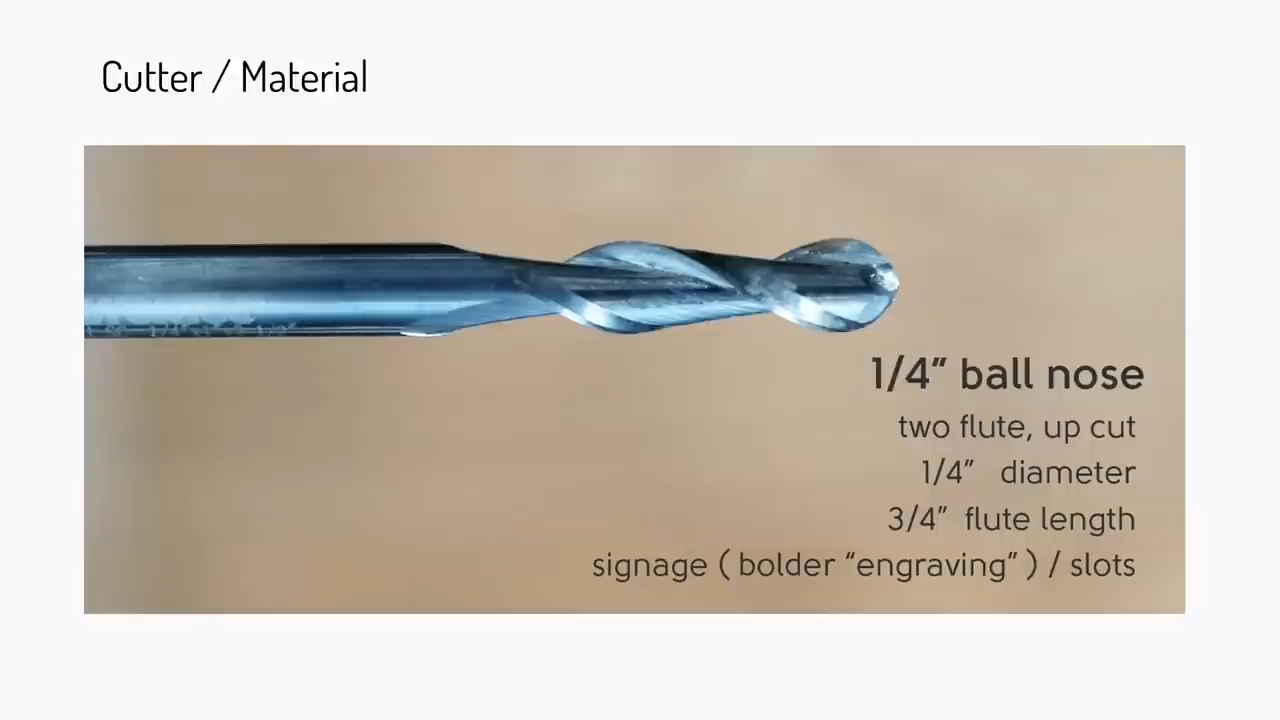 Cutter / Material
1/4” ball nose
two flute, up cut
1/4” diameter
3/4” flute length
signage ( bolder “engraving” ) / slots